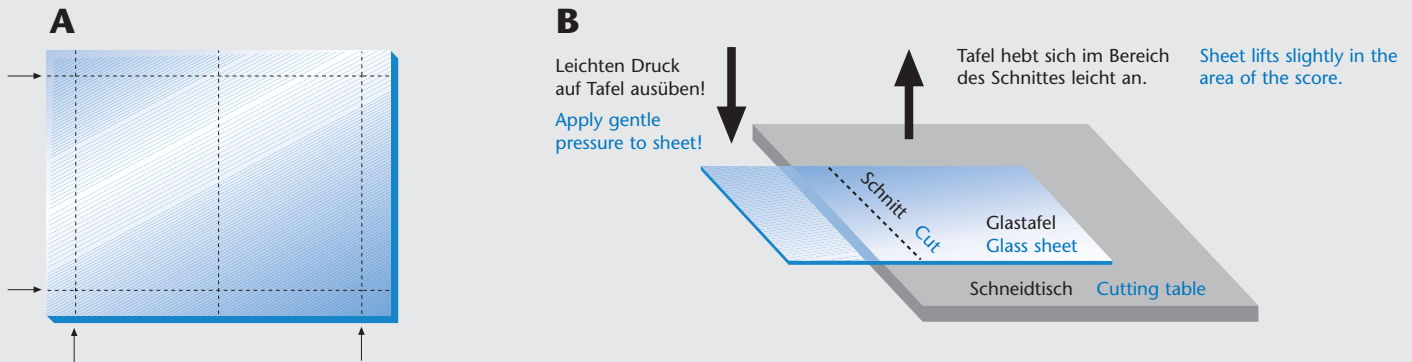 A
B
Leichten Druck
auf Tafel ausüben!
Apply gentle
pressure to sheet!
Tafel hebt sich im Bereich
des Schnittes leicht an.
Sheet lifts slightly in the
area of the score.
Schnitt
Cut
Glastafel
Glass sheet
Schneidtisch Cutting table